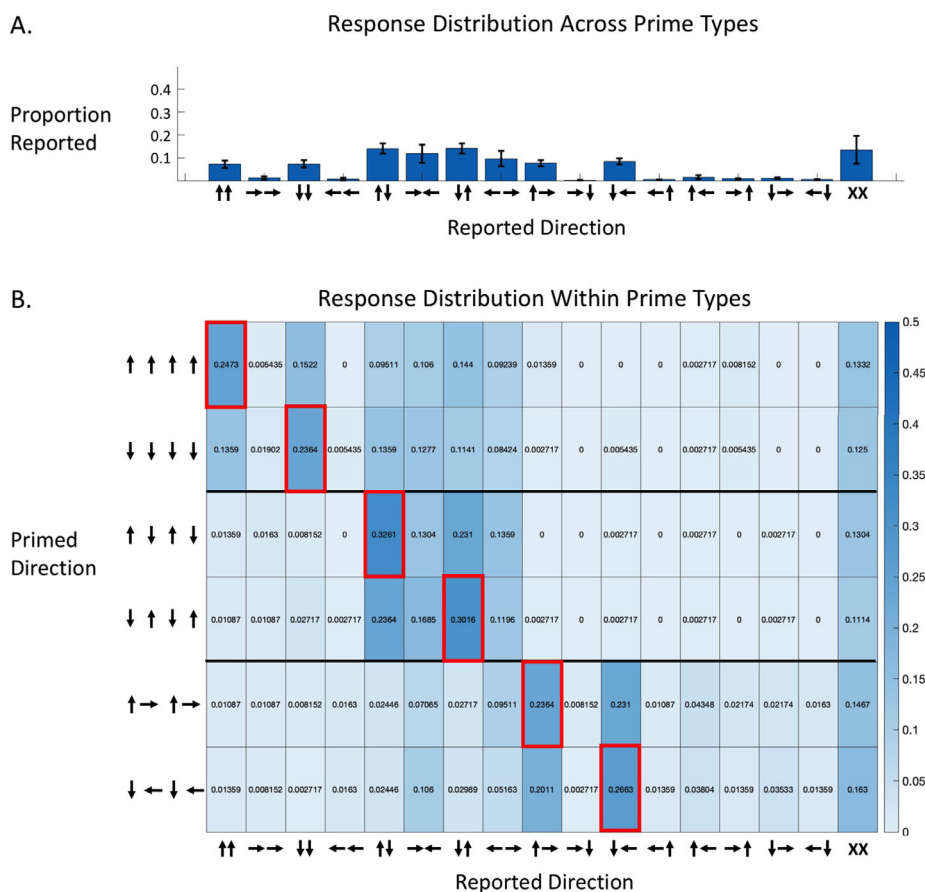 A.
Response Distribution Across Prime Types
Proportion
Reported
0.4
0.3
0.2
0.1
↑↑ →→ ↓↓ ←← ↑↓ →← ↓↑ ←→ ↑→ →↓ ↓← ←↑ ↑← →↑ ↓→ ←↓ XX
Reported Direction
B.
Response Distribution Within Prime Types
Primed
Direction
↑ ↑ ↑ ↑ 0.2473 0.005435 0.1522 0 0.09511 0.106 0.144 0.09239 0.01359 0 0 0 0.002717 0.008152 0 0 0.1332
↓ ↓ ↓ ↓ 0.1359 0.01902 0.2364 0.005435 0.1359 0.1277 0.1141 0.08424 0.002717 0 0.005435 0 0.002717 0.005435 0 0 0.125
↑ ↓ ↑ ↓ 0.01359 0.0163 0.008152 0 0.3261 0.1304 0.231 0.1359 0 0 0.002717 0 0.002717 0 0.002717 0 0.1304
↓ ↑ ↓ ↑ 0.01087 0.01087 0.02717 0.002717 0.2364 0.1685 0.3016 0.1196 0.002717 0 0.002717 0 0.002717 0 0.002717 0 0.1114
↑ → ↑ → 0.01087 0.01087 0.008152 0.0163 0.02446 0.07065 0.02717 0.09511 0.2364 0.008152 0.231 0.01087 0.04348 0.02174 0.02174 0.0163 0.1467
↓ ← ↓ ← 0.01359 0.008152 0.002717 0.0163 0.02446 0.106 0.02989 0.05163 0.2011 0.002717 0.2663 0.01359 0.03804 0.01359 0.03533 0.01359 0.163
↑↑ →→ ↓↓ ←← ↑↓ →← ↓↑ ←→ ↑→ →↓ ↓← ←↑ ↑← →↑ ↓→ ←↓ XX
Reported Direction
0.5
0.45
0.4
0.35
0.3
0.25
0.2
0.15
0.1
0.05
0